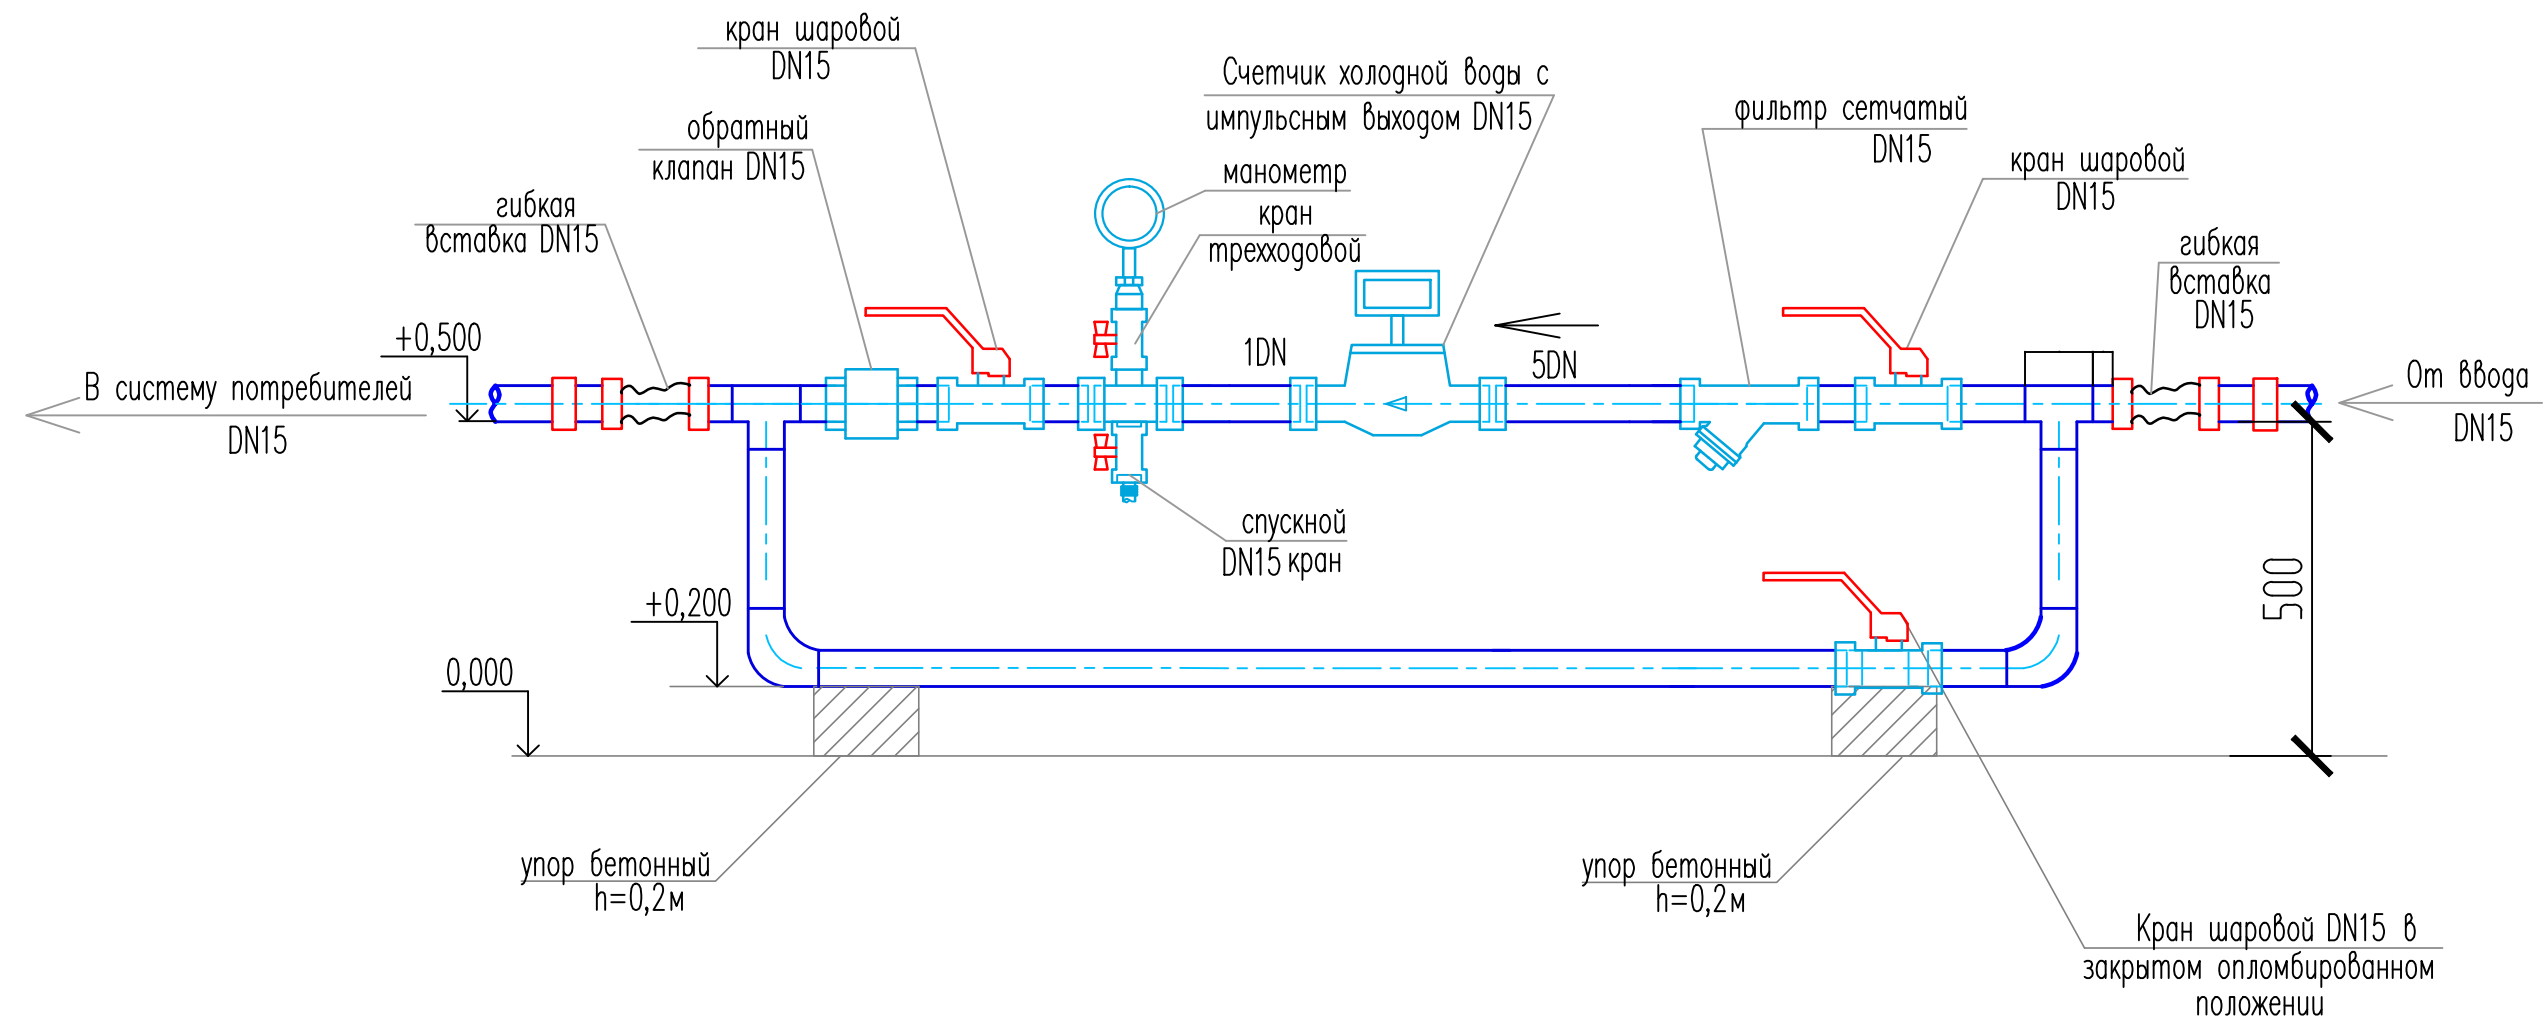 кран шаровой
DN15
Счетчик холодной воды с
импульсным выходом DN15
фильтр сетчатый
DN15
обратный
клапан DN15
манометр
кран шаровой
DN15
гибкая
вставка DN15
кран
трехходовой
гибкая
вставка
DN15
+0,500
1DN
5DN
В систему потребителей
DN15
От ввода
DN15
спускной
DN15 кран
+0,200
500
0,000
упор бетонный
h=0,2м
упор бетонный
h=0,2м
Кран шаровой DN15 в
закрытом опломбированном
положении